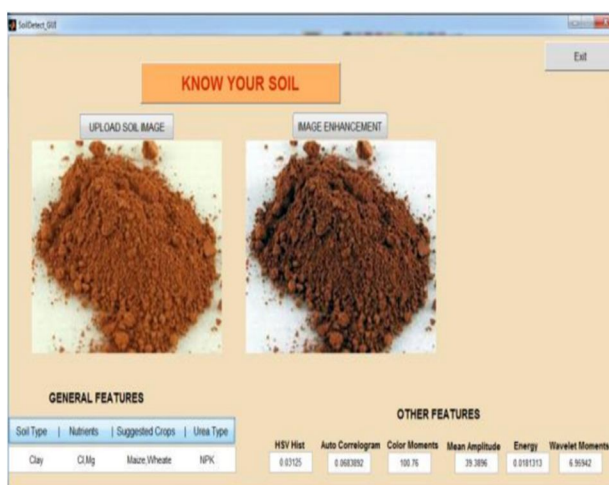 SoilDetect_GUI
Exit
KNOW YOUR SOIL
UPLOAD SOIL IMAGE
IMAGE ENHANCEMENT
GENERAL FEATURES
Soil Type | Nutrients | Suggested Crops | Urea Type
Clay Cl,Mg Maize,Wheate NPK
OTHER FEATURES
HSV Hist Auto Correlogram Color Moments Mean Amplitude Energy Wavelet Moments
0.03125 0.0683892 100.76 39.3896 0.0181313 6.96942